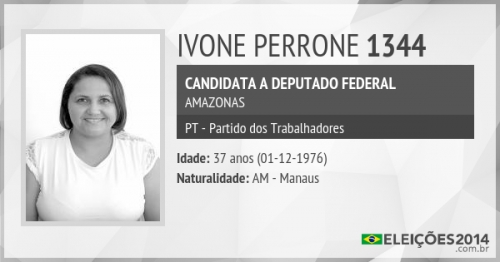 IVONE PERRONE 1344
CANDIDATA A DEPUTADO FEDERAL
AMAZONAS
PT - Partido dos Trabalhadores
Idade: 37 anos (01-12-1976)
Naturalidade: AM - Manaus
ELEIÇÕES2014
.com.br